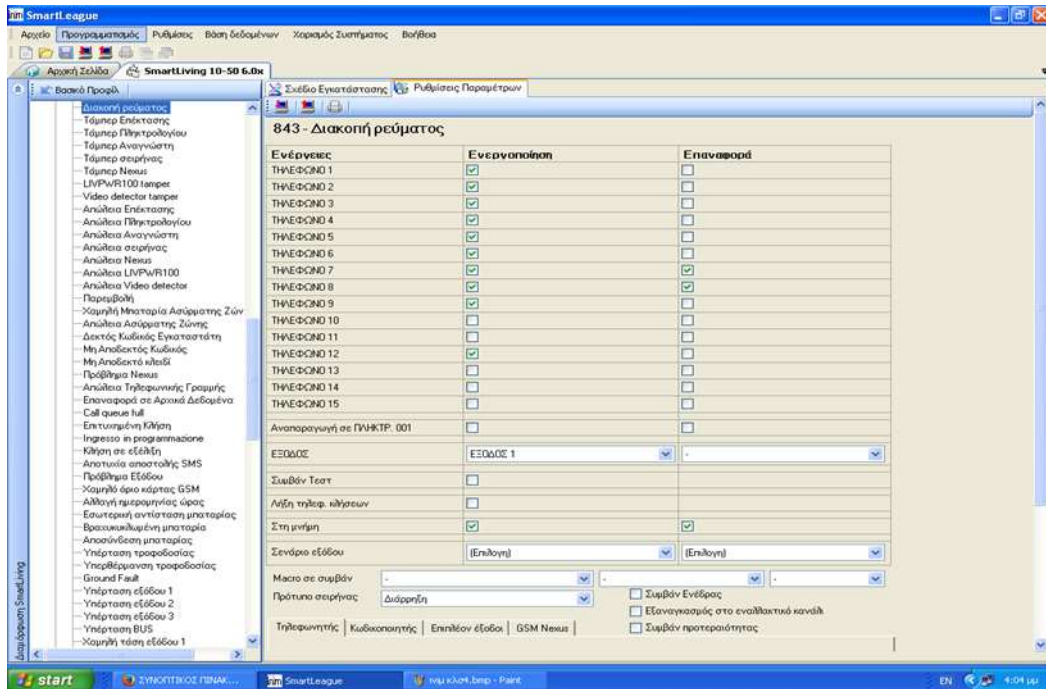 SmartLeague
Αρχείο Προγραμματισμός Ρυθμίσεις Βάση δεδομένων Χειρισμός Συστήματος Βοήθεια
Αρχική Σελίδα SmartLiving 10-50 6.0x
Βασικό Προφίλ
Σχέδιο Εγκατάστασης Ρυθμίσεις Παραμέτρων
Διακοπή ρεύματος
Τάμπερ Επέκτασης
Τάμπερ Πληκτρολογίου
Τάμπερ Αναγνώστη
Τάμπερ σειρήνας
Τάμπερ Nexus
LIVPWR100 tamper
Video detector tamper
Απώλεια Επέκτασης
Απώλεια Πληκτρολογίου
Απώλεια Αναγνώστη
Απώλεια σειρήνας
Απώλεια Nexus
Απώλεια LIVPWR100
Απώλεια Video detector
Παρεμβολή
Χαμηλή Μπαταρία Ασύρματης Ζών
Απώλεια Ασύρματης Ζώνης
Δεκτός Κωδικός Εγκαταστάτη
Μη Αποδεκτός Κωδικός
Μη Αποδεκτό κλειδί
Πρόβλημα Nexus
Απώλεια Τηλεφωνικής Γραμμής
Επαναφορά σε Αρχικά Δεδομένα
Call queue full
Επιτυχημένη Κλήση
Ingresso in programmazione
Κλήση σε εξέλιξη
Αποτυχία αποστολής SMS
Πρόβλημα Εξόδου
Χαμηλό όριο κάρτας GSM
Αλλαγή ημερομηνίας ώρας
Εσωτερική αντίσταση μπαταρίας
Βραχυκυκλωμένη μπαταρία
Αποσύνδεση μπαταρίας
Υπέρταση τροφοδοσίας
Υπερθέρμανση τροφοδοσίας
Ground Fault
Υπέρταση εξόδου 1
Υπέρταση εξόδου 2
Υπέρταση εξόδου 3
Υπέρταση BUS
Χαμηλή τάση εξόδου 1
Διαμόρφωση SmartLiving
843 - Διακοπή ρεύματος
Ενέργειες Ενεργοποίηση Επαναφορά
ΤΗΛΕΦΩΝΟ 1
ΤΗΛΕΦΩΝΟ 2
ΤΗΛΕΦΩΝΟ 3
ΤΗΛΕΦΩΝΟ 4
ΤΗΛΕΦΩΝΟ 5
ΤΗΛΕΦΩΝΟ 6
ΤΗΛΕΦΩΝΟ 7
ΤΗΛΕΦΩΝΟ 8
ΤΗΛΕΦΩΝΟ 9
ΤΗΛΕΦΩΝΟ 10
ΤΗΛΕΦΩΝΟ 11
ΤΗΛΕΦΩΝΟ 12
ΤΗΛΕΦΩΝΟ 13
ΤΗΛΕΦΩΝΟ 14
ΤΗΛΕΦΩΝΟ 15
Αναπαραγωγή σε ΠΛΗΚΤΡ. 001
ΕΞΟΔΟΣ ΕΞΟΔΟΣ 1 -
Συμβάν Τεστ
Λήξη τηλεφ. κλήσεων
Στη μνήμη
Σενάριο εξόδου (Επιλογή) (Επιλογή)
Macro σε συμβάν - - -
Πρότυπο σειρήνας Διάρρηξη
Συμβάν Ενέδρας
Εξαναγκασμός στο εναλλακτικό κανάλι
Συμβάν προτεραιότητας
Τηλεφωνητής Κωδικοποιητής Επιπλέον έξοδοι GSM Nexus
start ΣΥΝΟΠΤΙΚΟΣ ΠΙΝΑΚ... SmartLeague .bmp - Paint EN 4:04 μμ